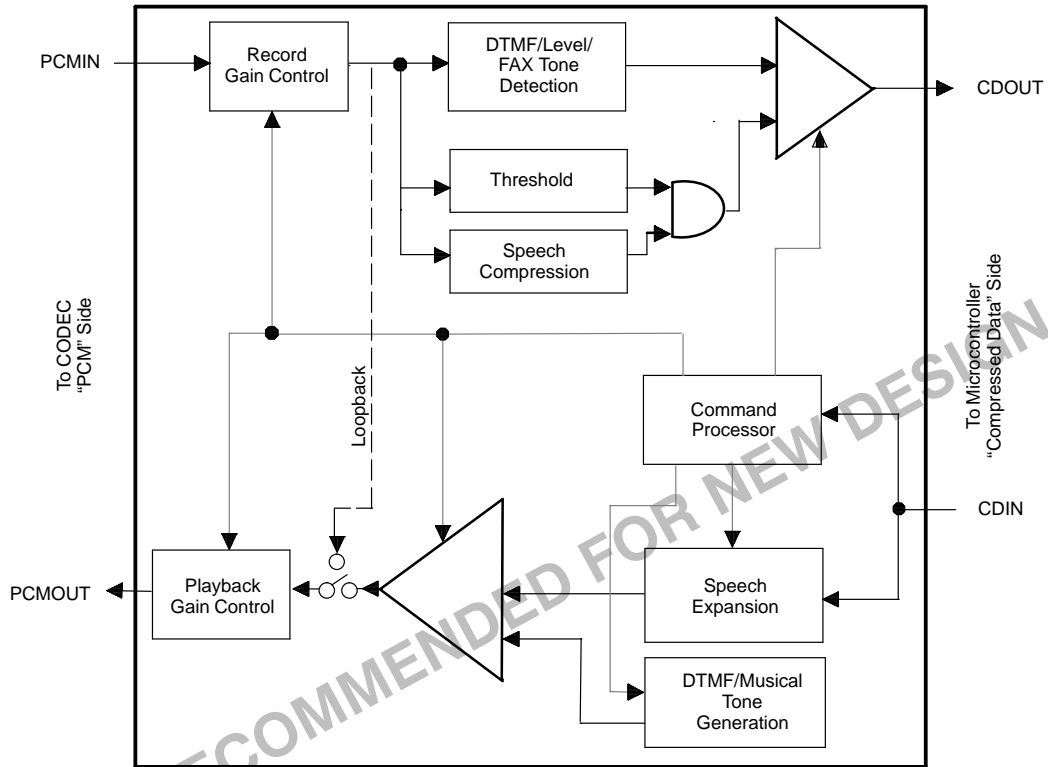 PCMIN
Record
Gain Control
DTMF/Level/
FAX Tone
Detection
CDOUT
Threshold
Speech
Compression
To CODEC
"PCM" Side
Loopback
Command
Processor
To Microcontroller
"Compressed Data" Side
CDIN
PCMOUT
Playback
Gain Control
Speech
Expansion
DTMF/Musical
Tone
Generation
ECOMMENDED FOR NEW DESIGN